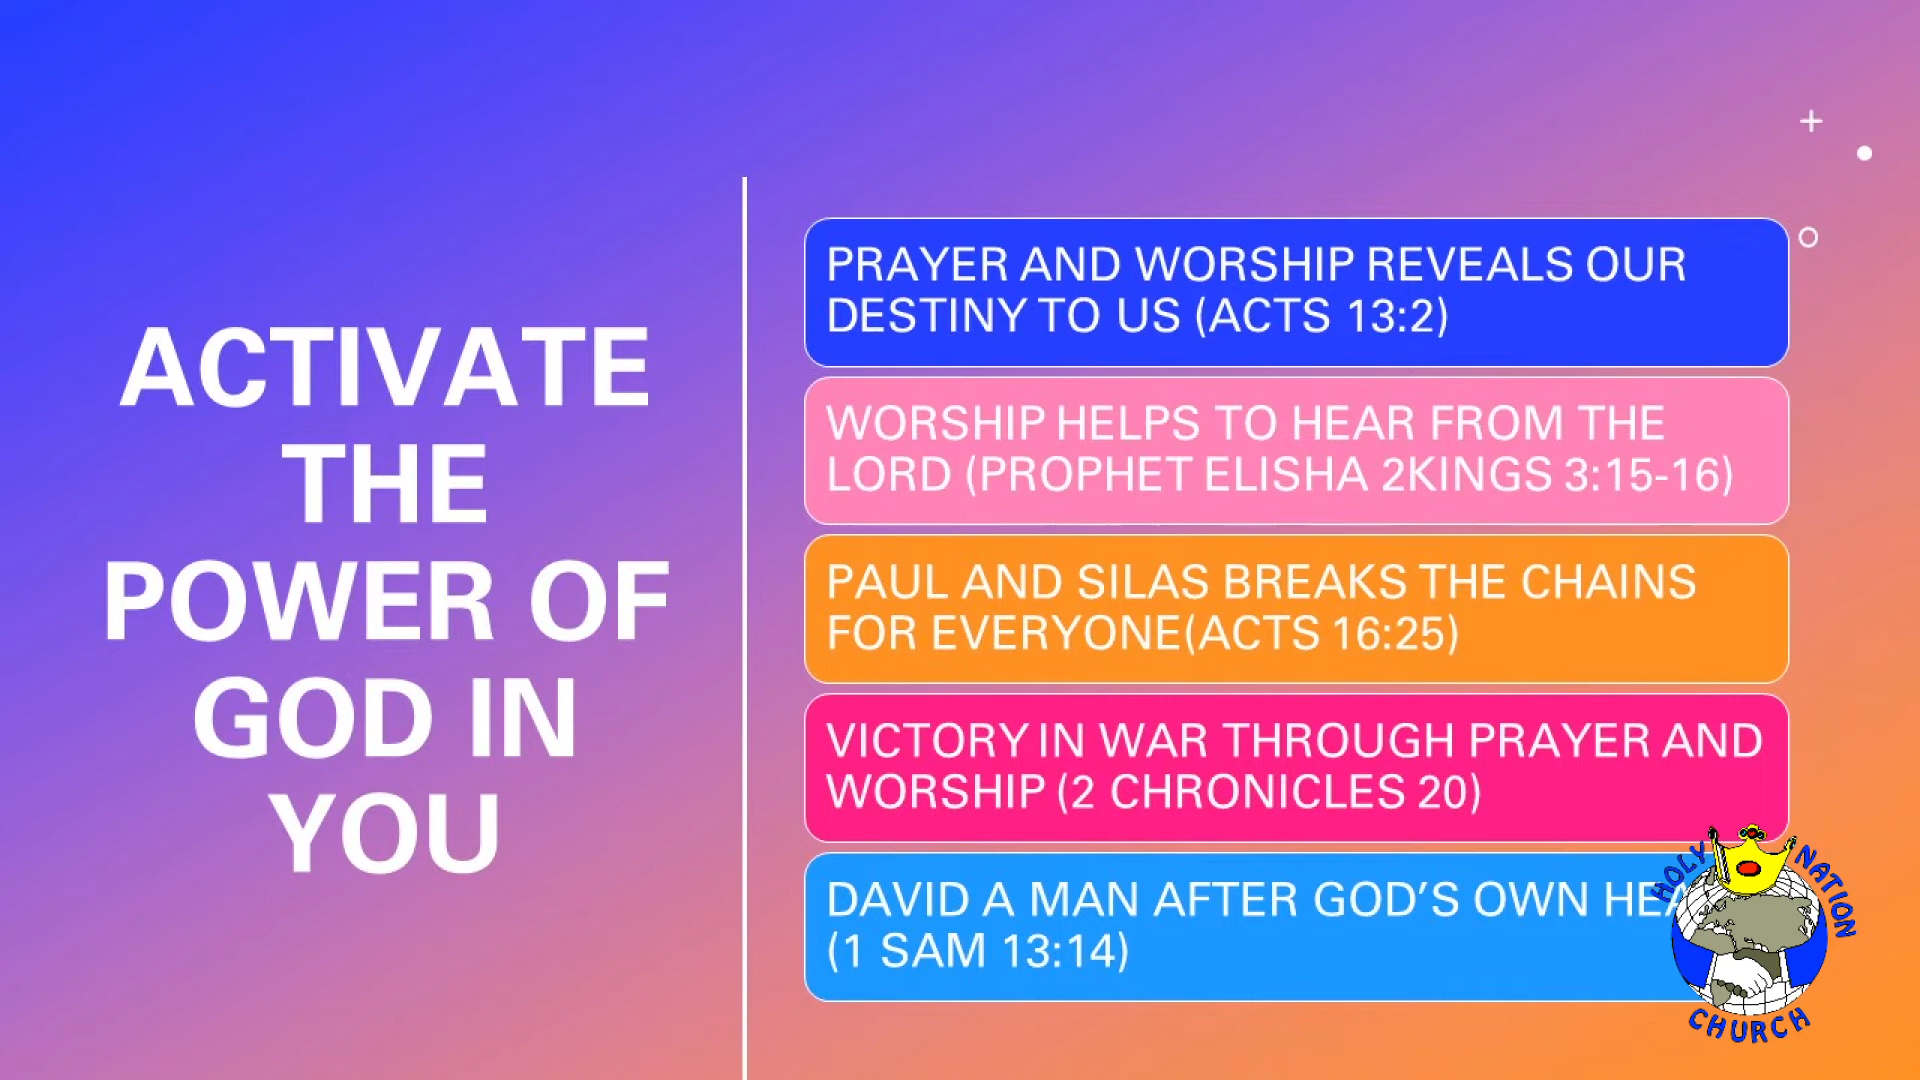 ACTIVATE
THE
POWER OF
GOD IN
YOU
PRAYER AND WORSHIP REVEALS OUR
DESTINY TO US (ACTS 13:2)
WORSHIP HELPS TO HEAR FROM THE
LORD (PROPHET ELISHA 2KINGS 3:15-16)
PAUL AND SILAS BREAKS THE CHAINS
FOR EVERYONE(ACTS 16:25)
VICTORY IN WAR THROUGH PRAYER AND
WORSHIP (2 CHRONICLES 20)
DAVID A MAN AFTER GOD’S OWN
(1 SAM 13:14)
HOLY NATION
CHURCH